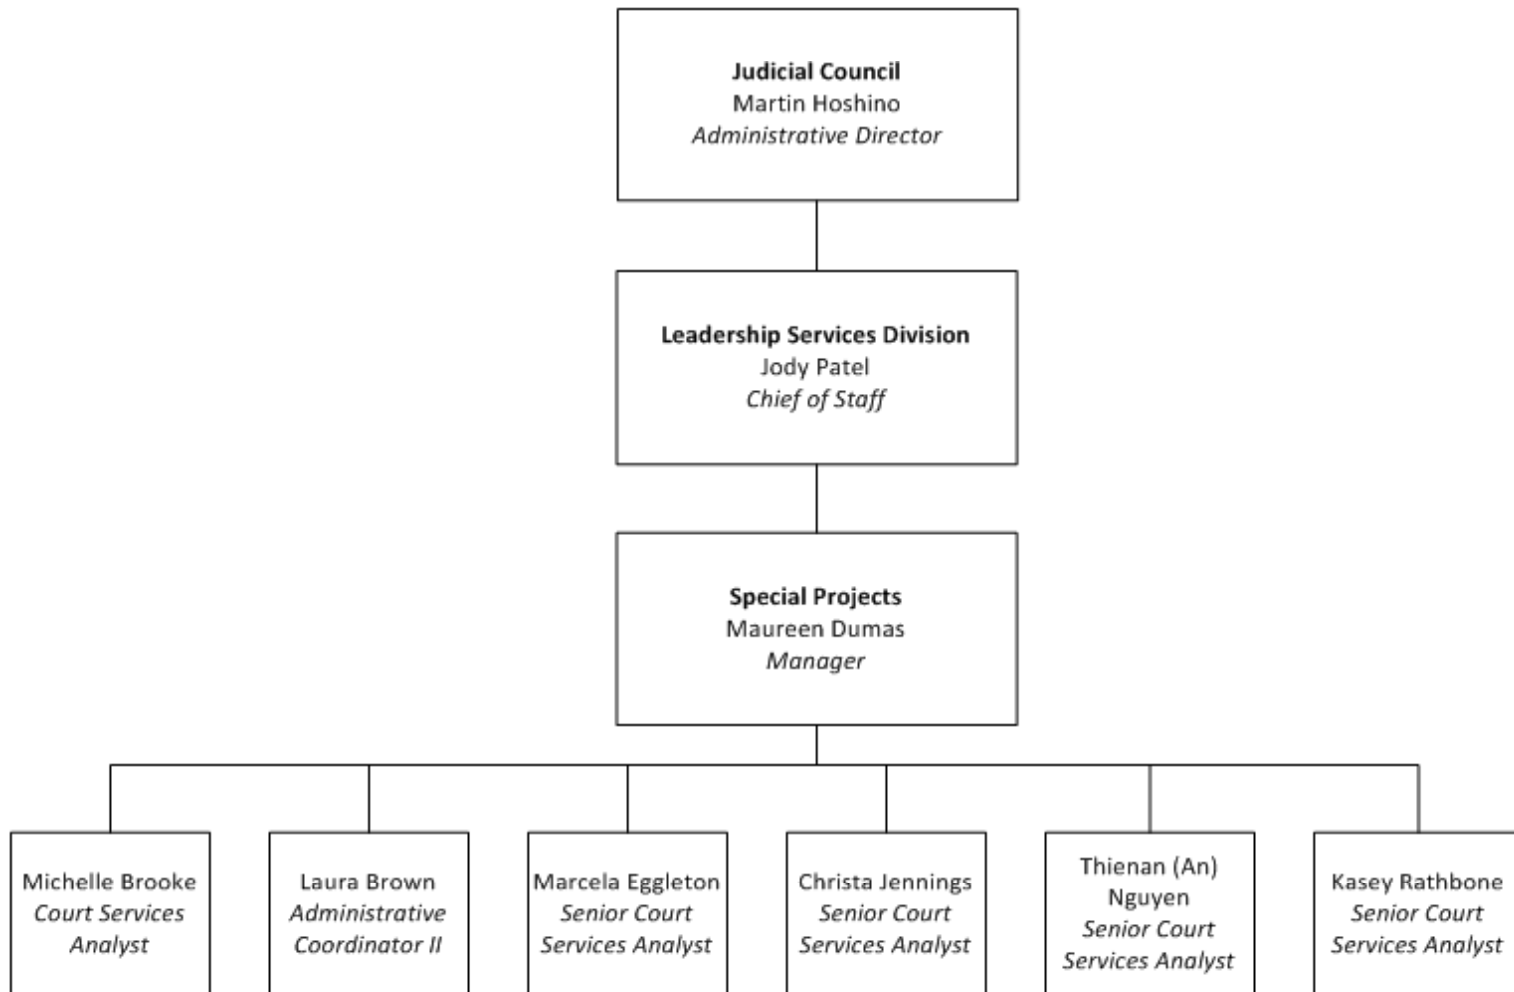 Judicial Council
Martin Hoshino
Administrative Director
Leadership Services Division
Jody Patel
Chief of Staff
Special Projects
Maureen Dumas
Manager
Michelle Brooke
Court Services
Analyst
Laura Brown
Administrative
Coordinator II
Marcela Eggleton
Senior Court
Services Analyst
Christa Jennings
Senior Court
Services Analyst
Thienan (An)
Nguyen
Senior Court
Services Analyst
Kasey Rathbone
Senior Court
Services Analyst